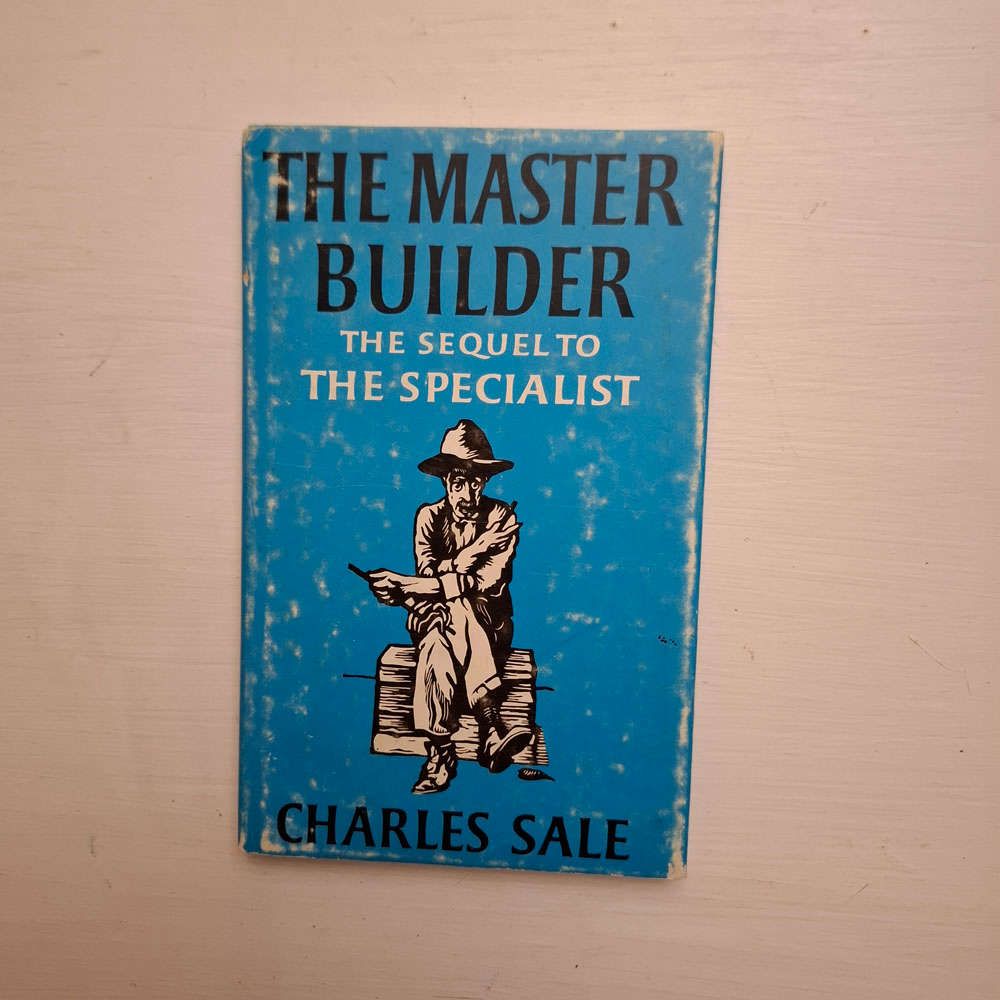 THE MASTER
BUILDER
THE SEQUEL TO
THE SPECIALIST
CHARLES SALE